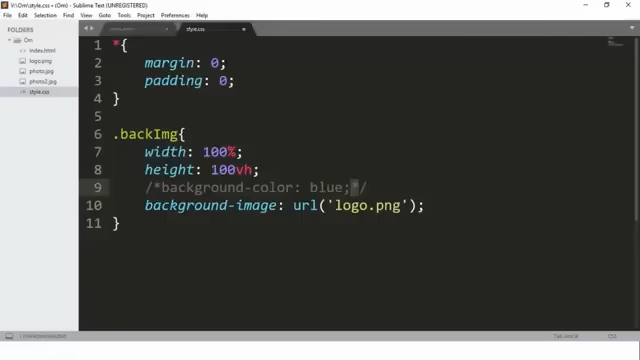 V:\Om\style.css • (Om) - Sublime Text (UNREGISTERED)
File Edit Selection Find View Goto Tools Project Preferences Help
FOLDERS
Om
index.html
logo.png
photo.jpg
photo2.jpg
style.css
style.css
1 *{
2 margin: 0;
3 padding: 0;
4 }
5
6 .backImg{
7 width: 100%;
8 height: 100vh;
9 /*background-color: blue;*/
10 background-image: url('logo.png');
11 }
Tab Size: 4
CSS